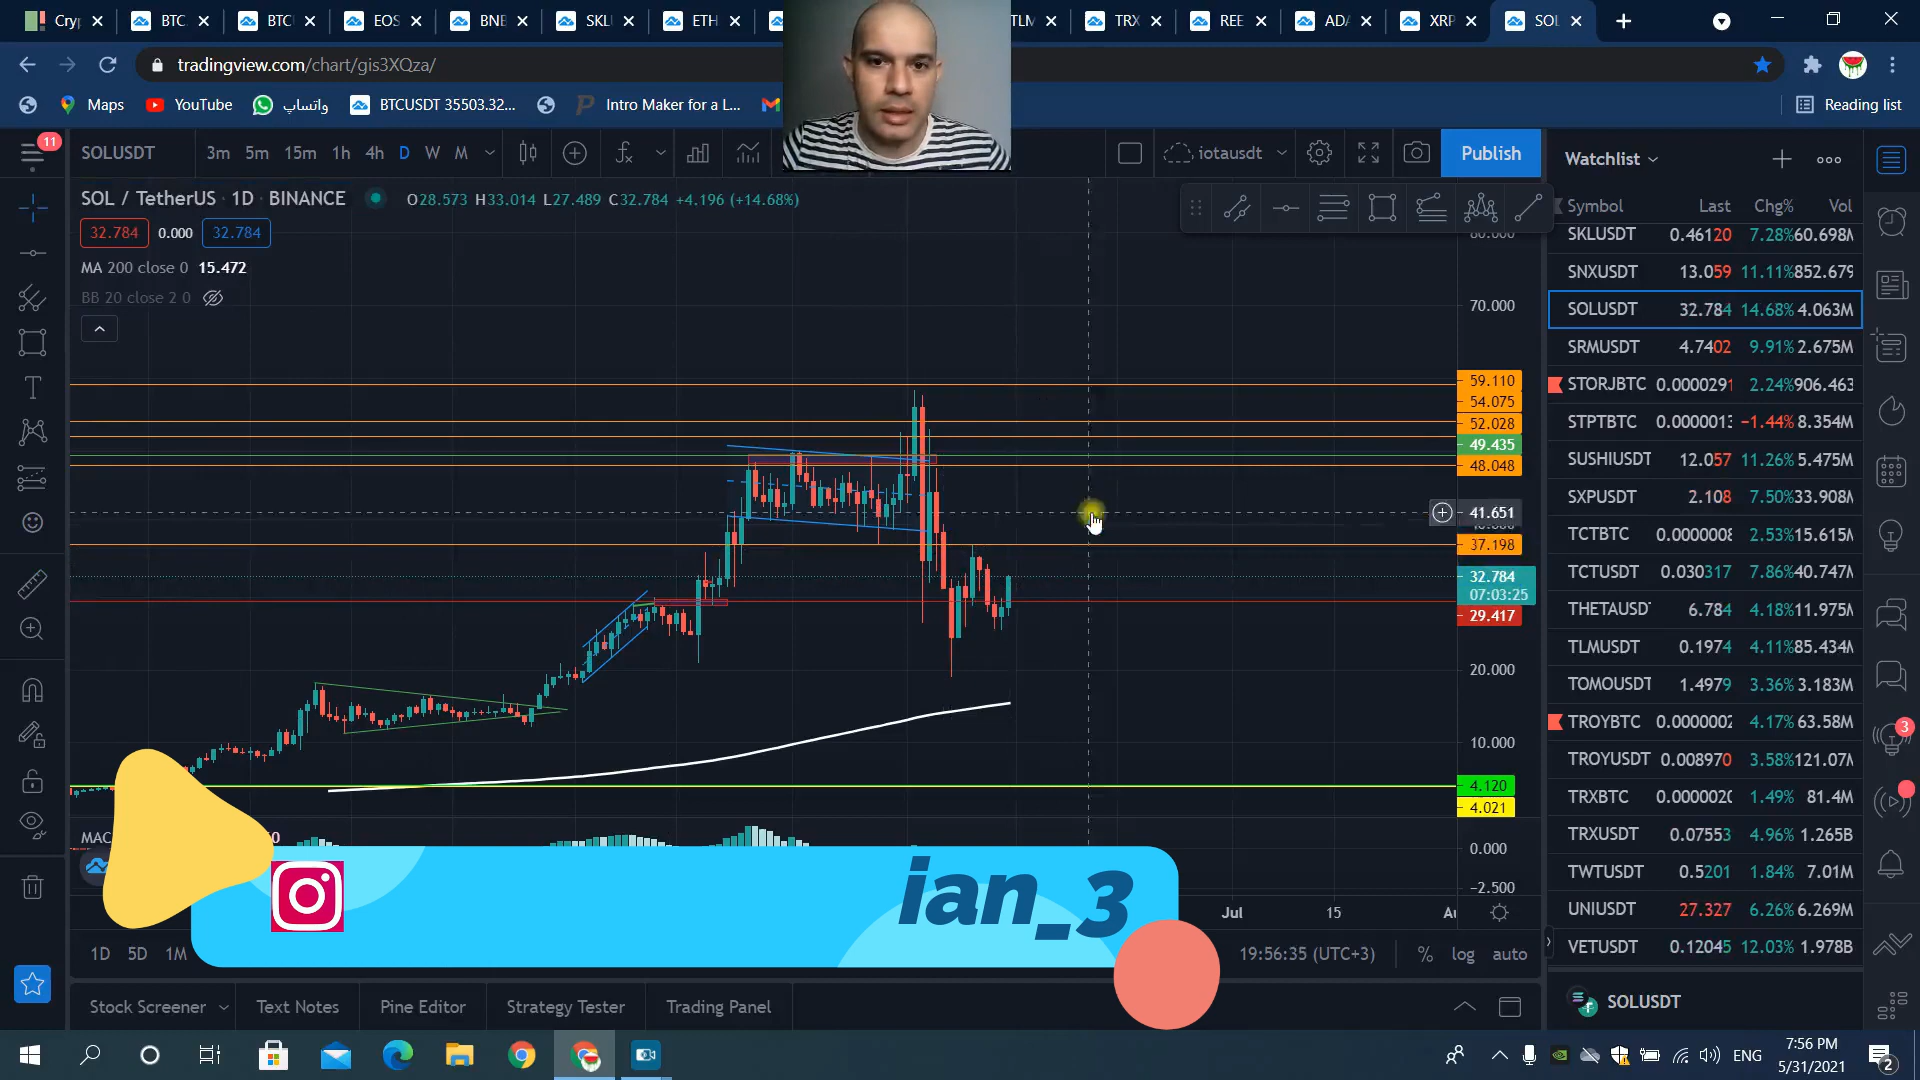 Cryp BTC BTC EOS BNB SKL ETH TLM TRX REE ADA XRP SOL
tradingview.com/chart/gis3XQza/
Maps YouTube واتساپ BTCUSDT 35503.32... Intro Maker for a L... Reading list
11
SOLUSDT 3m 5m 15m 1h 4h D W M iotausdt Publish
SOL / TetherUS · 1D · BINANCE O28.573 H33.014 L27.489 C32.784 +4.196 (+14.68%)
32.784 0.000 32.784
MA 200 close 0 15.472
BB 20 close 2 0
80.000
70.000
59.110
54.075
52.028
49.435
48.048
41.651
37.198
32.784
07:03:25
29.417
20.000
10.000
4.120
4.021
0.000
−2.500
MAC
ian_3
Jul 15
1D 5D 1M 19:56:35 (UTC+3) % log auto
Stock Screener Text Notes Pine Editor Strategy Tester Trading Panel
Watchlist
Symbol Last Chg% Vol
SKLUSDT 0.46120 7.28% 60.698M
SNXUSDT 13.059 11.11% 852.679
SOLUSDT 32.784 14.68% 4.063M
SRMUSDT 4.7402 9.91% 2.675M
STORJBTC 0.0000291 2.24% 906.463
STPTBTC 0.0000013 −1.44% 8.354M
SUSHIUSDT 12.057 11.26% 5.475M
SXPUSDT 2.108 7.50% 33.908M
TCTBTC 0.0000008 2.53% 15.615M
TCTUSDT 0.030317 7.86% 40.747M
THETAUSDT 6.784 4.18% 11.975M
TLMUSDT 0.1974 4.11% 85.434M
TOMOUSDT 1.4979 3.36% 3.183M
TROYBTC 0.0000002 4.17% 63.58M
TROYUSDT 0.008970 3.58% 121.07M
TRXBTC 0.0000020 1.49% 81.4M
TRXUSDT 0.07553 4.96% 1.265B
TWTUSDT 0.5201 1.84% 7.01M
UNIUSDT 27.327 6.26% 6.269M
VETUSDT 0.12045 12.03% 1.978B
SOLUSDT
3
ENG
7:56 PM
5/31/2021
2